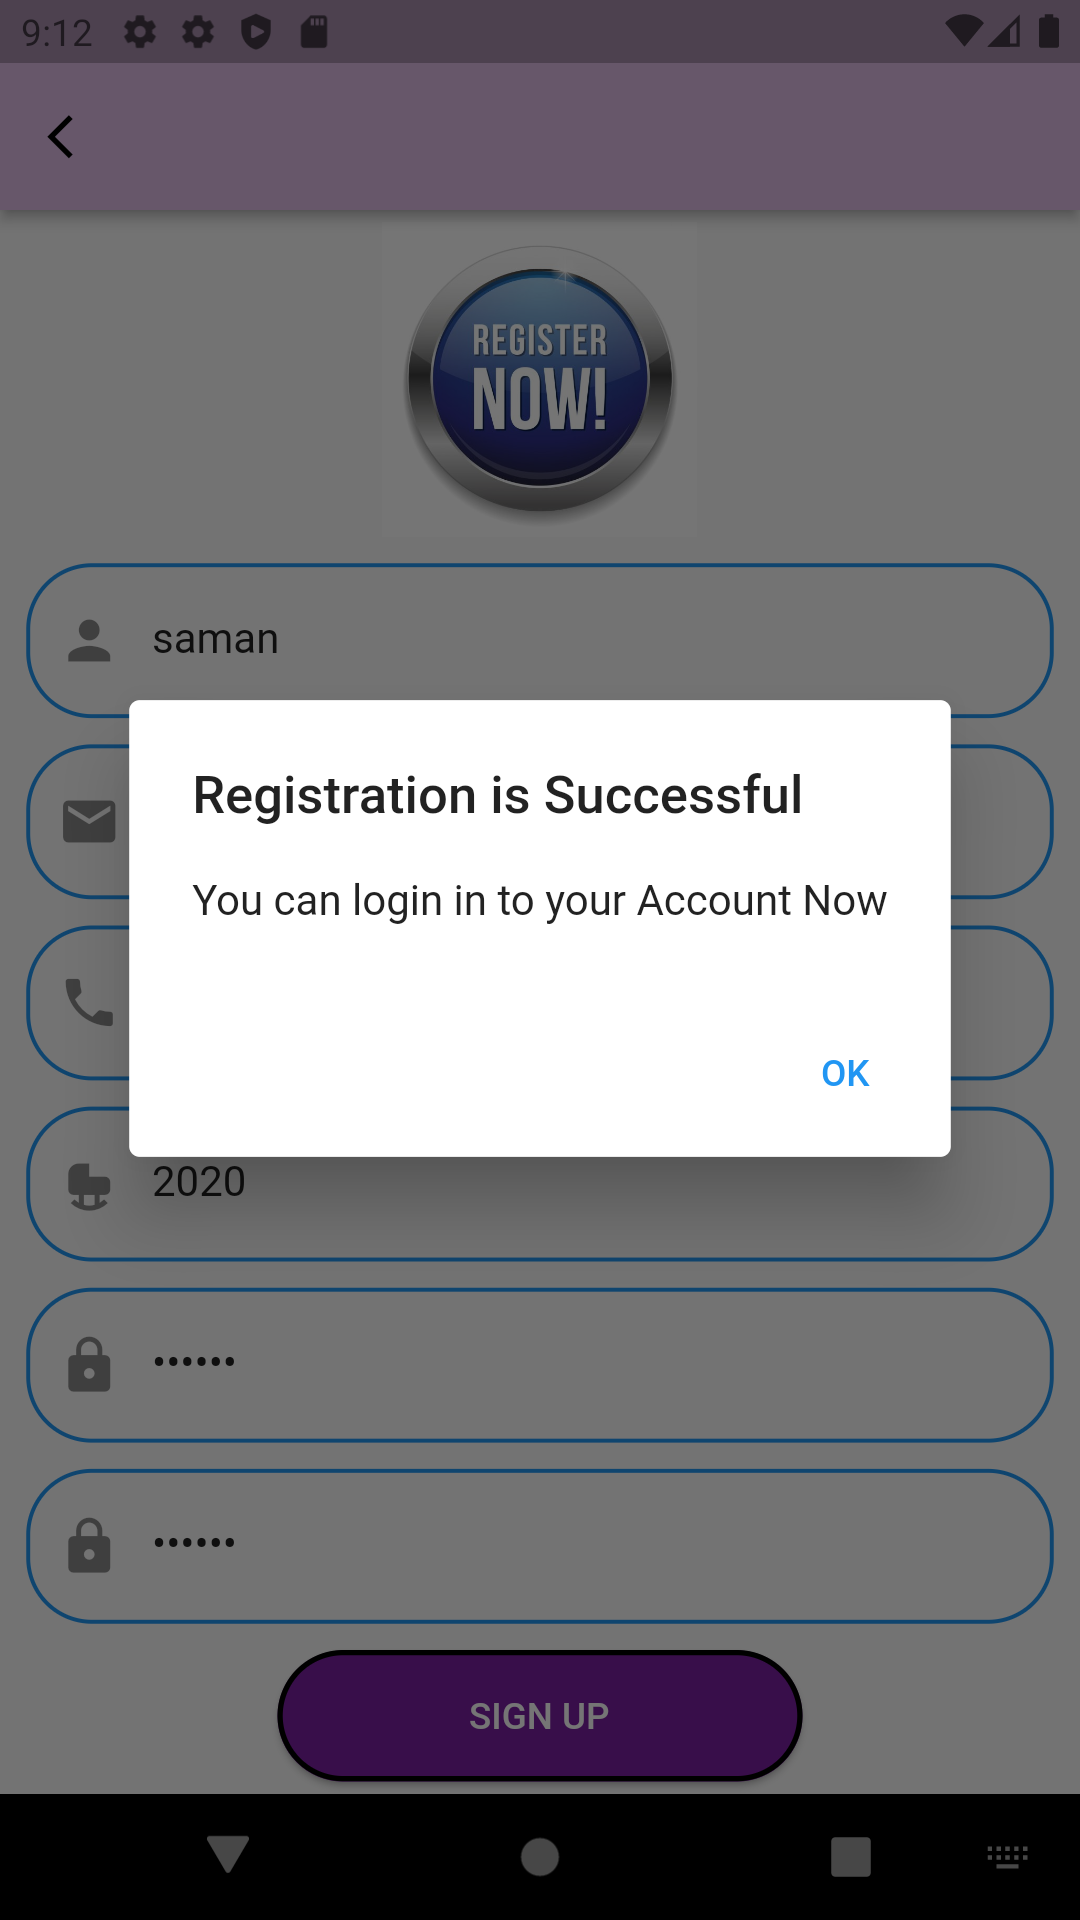 9:12
REGISTER
NOW!
saman
Registration is Successful
You can login in to your Account Now
OK
2020
••••••
••••••
SIGN UP